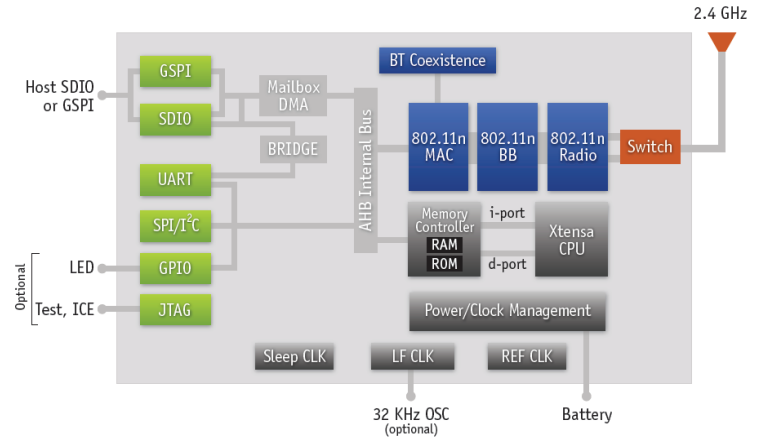 2.4 GHz
GSPI
BT Coexistence
Host SDIO
or GSPI
Mailbox
DMA
SDIO
AHB Internal Bus
802.11n
MAC
802.11n
BB
802.11n
Radio
Switch
BRIDGE
UART
SPI/I²C
Memory
Controller
RAM
ROM
i-port
d-port
Xtensa
CPU
Optional
LED
GPIO
Test, ICE
JTAG
Power/Clock Management
Sleep CLK
LF CLK
REF CLK
32 KHz OSC
(optional)
Battery